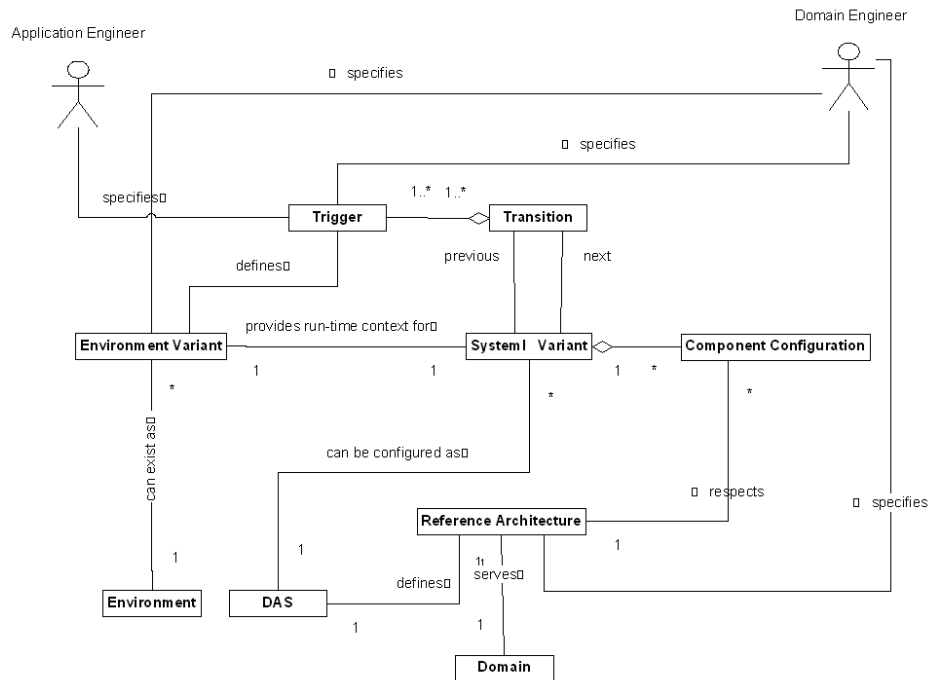 Domain Engineer
Application Engineer
▯ specifies
▯ specifies
specifies▯
1..* 1..*
Trigger
Transition
previous
next
defines▯
provides run-time context for▯
Environment Variant
SystemI Variant
Component Configuration
1
1
1
*
*
*
*
can exist as▯
can be configured as▯
▯ respects
▯ specifies
Reference Architecture
1
1
1
11
serves▯
defines▯
Environment
DAS
1
1
Domain